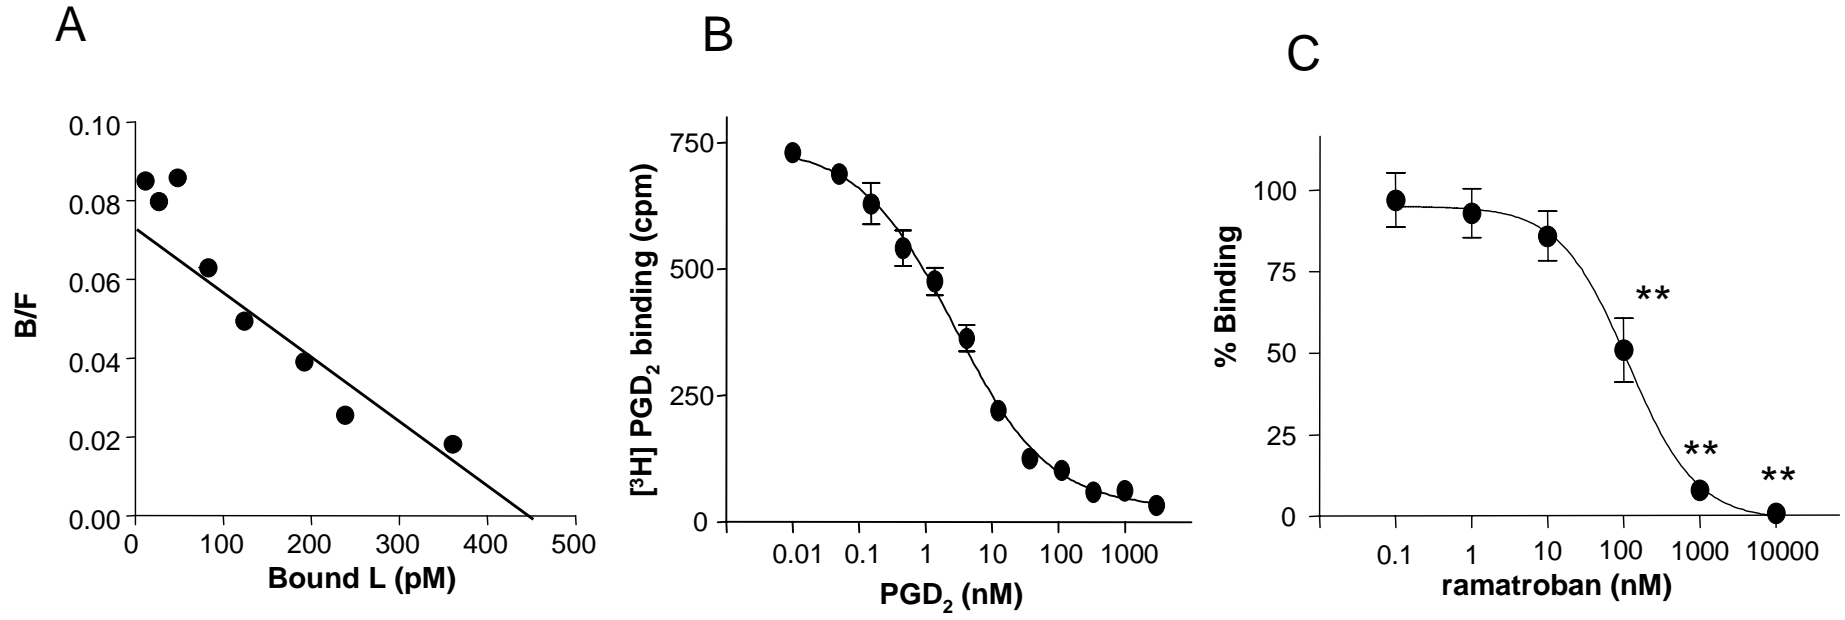 A
B/F
0.10
0.08
0.06
0.04
0.02
0.00
0 100 200 300 400 500
Bound L (pM)
B
[³H] PGD₂ binding (cpm)
750
500
250
0
0.01 0.1 1 10 100 1000
PGD₂ (nM)
C
% Binding
100
75
50
25
0
**
**
**
0.1 1 10 100 1000 10000
ramatroban (nM)